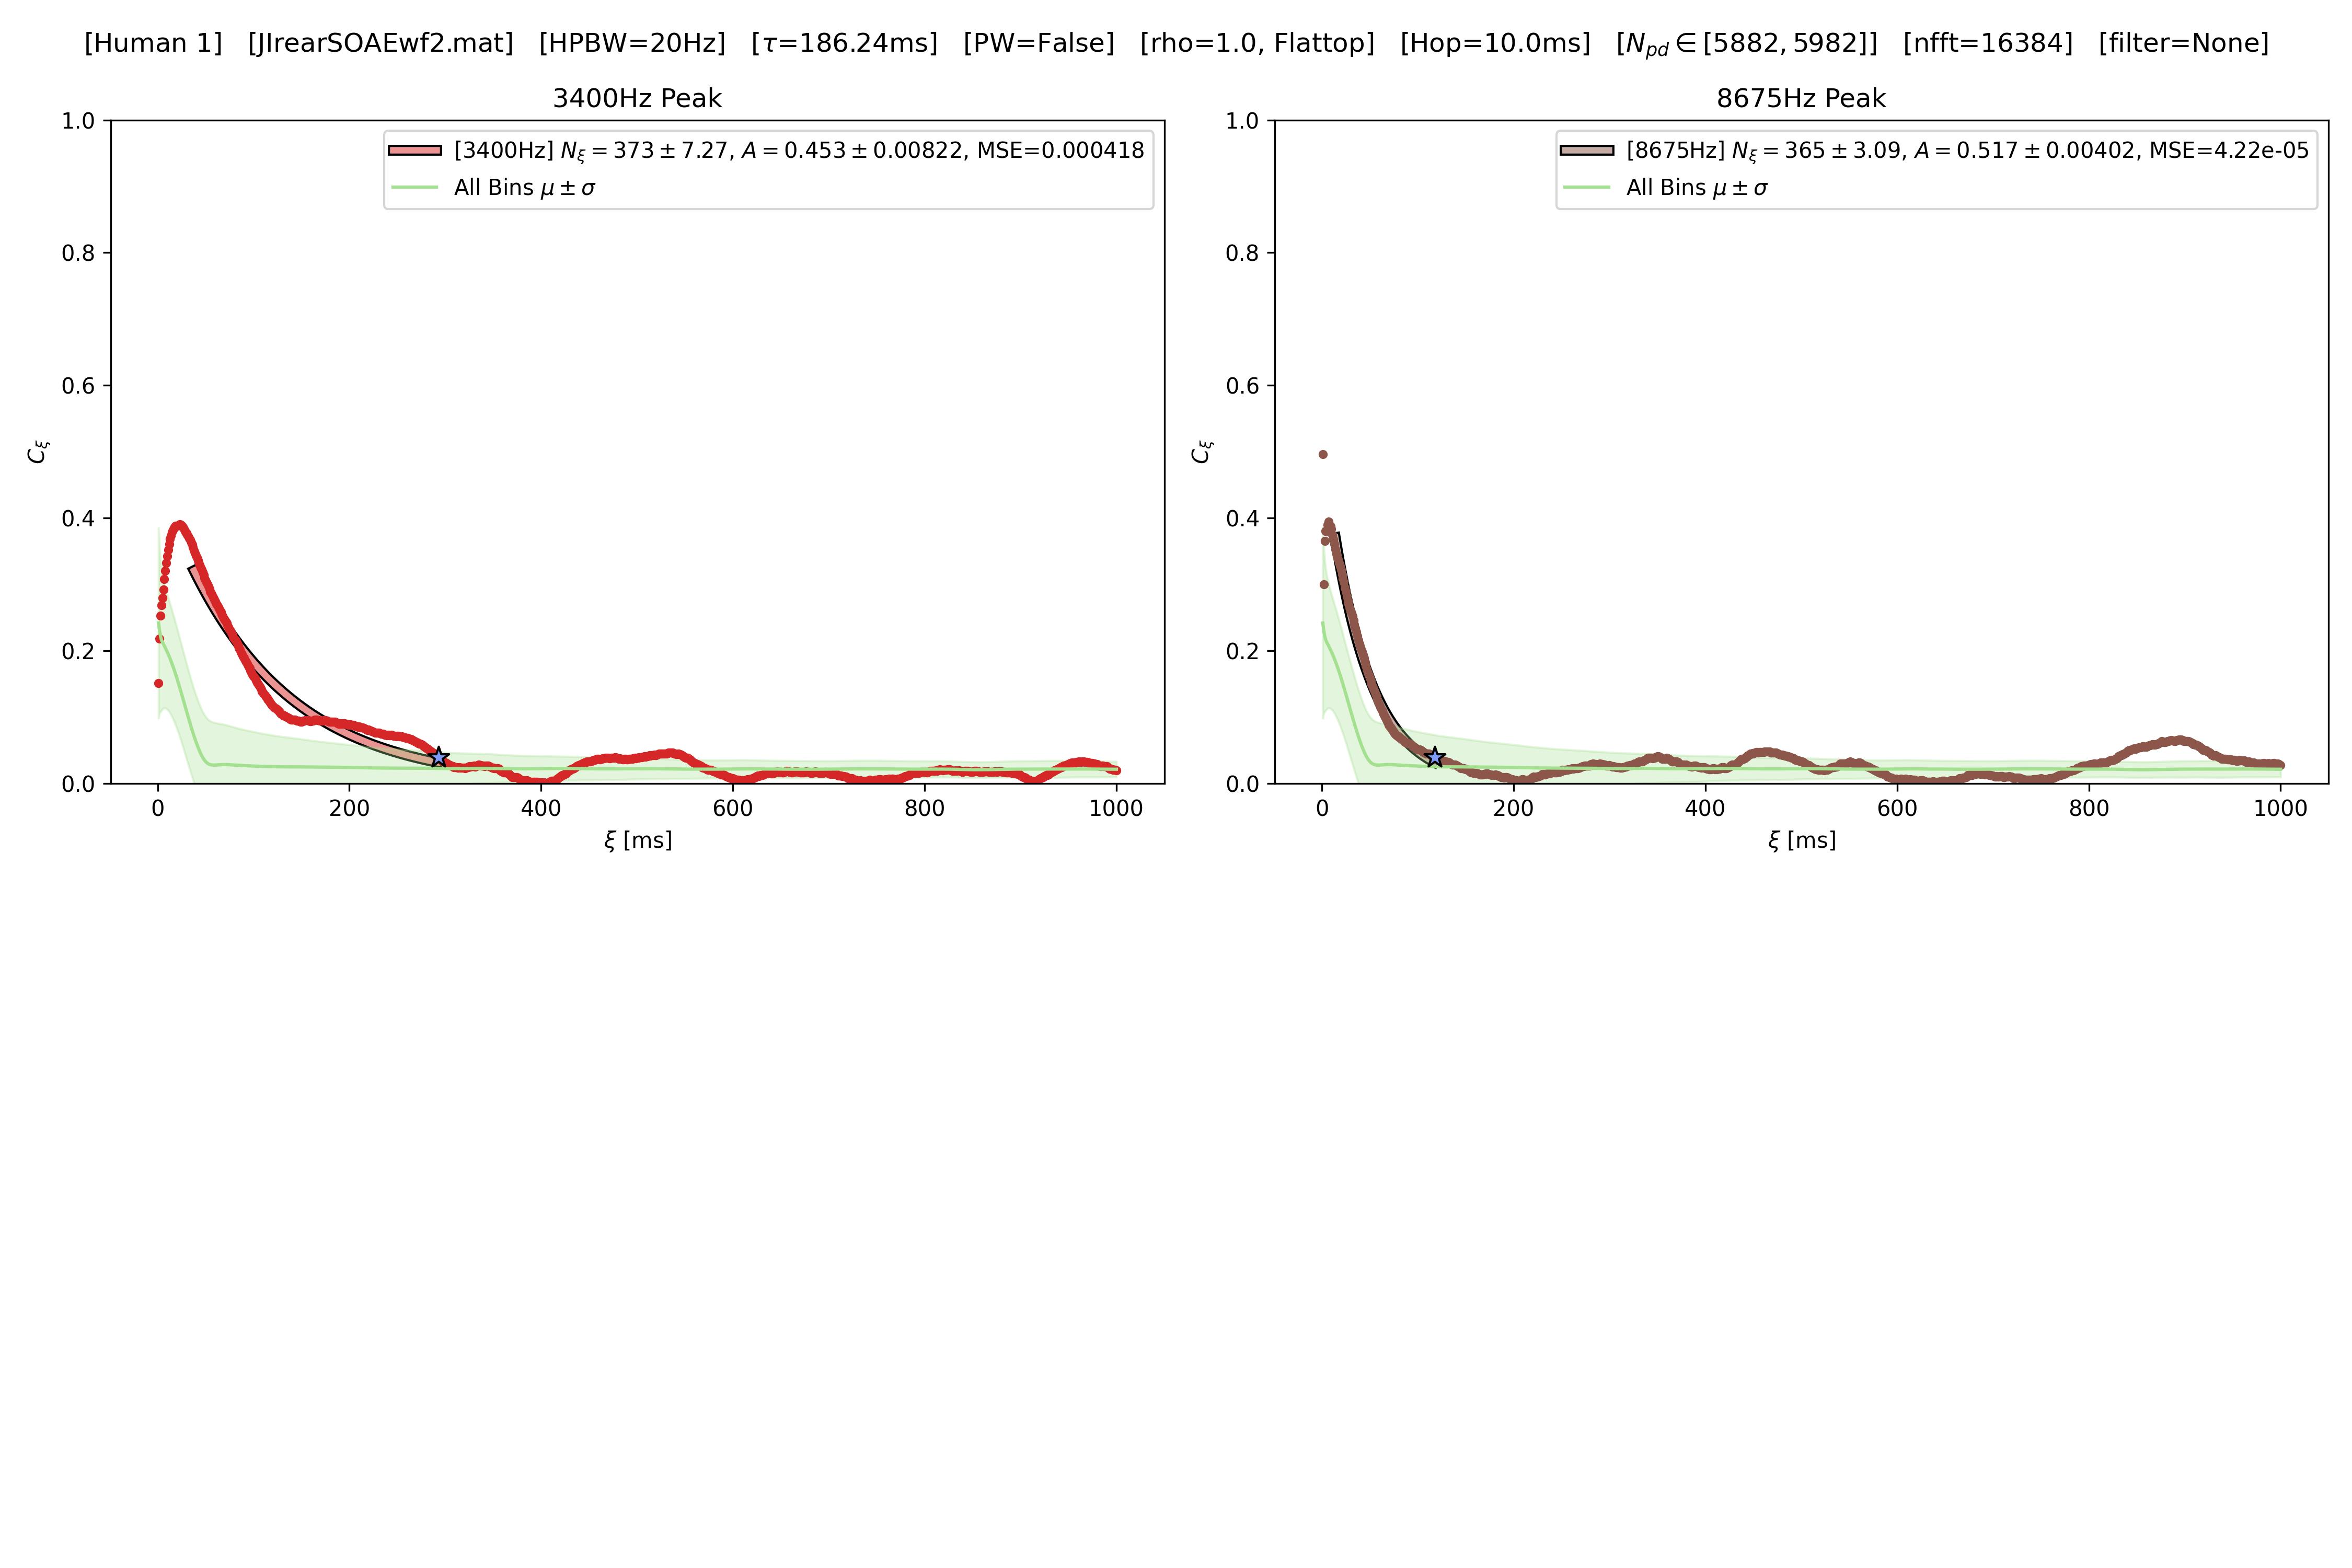 [Human 1] [JIrearSOAEwf2.mat] [HPBW=20Hz] [τ=186.24ms] [PW=False] [rho=1.0, Flattop] [Hop=10.0ms] [N_pd ∈ [5882, 5982]] [nfft=16384] [filter=None]
3400Hz Peak
[3400Hz] N_ξ = 373 ± 7.27, A = 0.453 ± 0.00822, MSE=0.000418
All Bins μ ± σ
1.0
0.8
0.6
0.4
0.2
0.0
C_ξ
0 200 400 600 800 1000
ξ [ms]
8675Hz Peak
[8675Hz] N_ξ = 365 ± 3.09, A = 0.517 ± 0.00402, MSE=4.22e-05
All Bins μ ± σ
1.0
0.8
0.6
0.4
0.2
0.0
C_ξ
0 200 400 600 800 1000
ξ [ms]